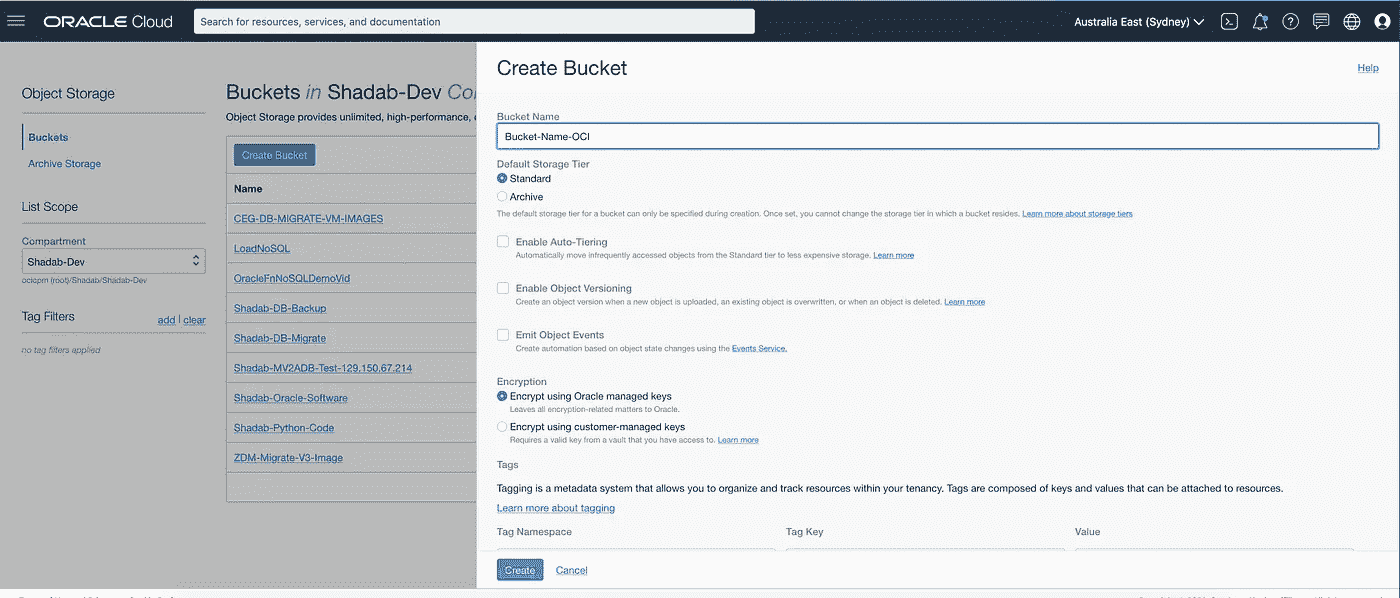 ORACLE Cloud
Search for resources, services, and documentation
Australia East (Sydney)
Object Storage
Buckets
Archive Storage
List Scope
Compartment
Shadab-Dev
ocicpm (root)/Shadab/Shadab-Dev
Tag Filters
add | clear
no tag filters applied
Buckets in Shadab-Dev
Object Storage provides unlimited, high-performance,
Create Bucket
Name
CEG-DB-MIGRATE-VM-IMAGES
LoadNoSQL
OracleFnNoSQLDemoVid
Shadab-DB-Backup
Shadab-DB-Migrate
Shadab-MV2ADB-Test-129.150.67.214
Shadab-Oracle-Software
Shadab-Python-Code
ZDM-Migrate-V3-Image
Create Bucket
Help
Bucket Name
Bucket-Name-OCI
Default Storage Tier
Standard
Archive
The default storage tier for a bucket can only be specified during creation. Once set, you cannot change the storage tier in which a bucket resides. Learn more about storage tiers
Enable Auto-Tiering
Automatically move infrequently accessed objects from the Standard tier to less expensive storage. Learn more
Enable Object Versioning
Create an object version when a new object is uploaded, an existing object is overwritten, or when an object is deleted. Learn more
Emit Object Events
Create automation based on object state changes using the Events Service.
Encryption
Encrypt using Oracle managed keys
Leaves all encryption-related matters to Oracle.
Encrypt using customer-managed keys
Requires a valid key from a vault that you have access to. Learn more
Tags
Tagging is a metadata system that allows you to organize and track resources within your tenancy. Tags are composed of keys and values that can be attached to resources.
Learn more about tagging
Tag Namespace
Tag Key
Value
Create
Cancel